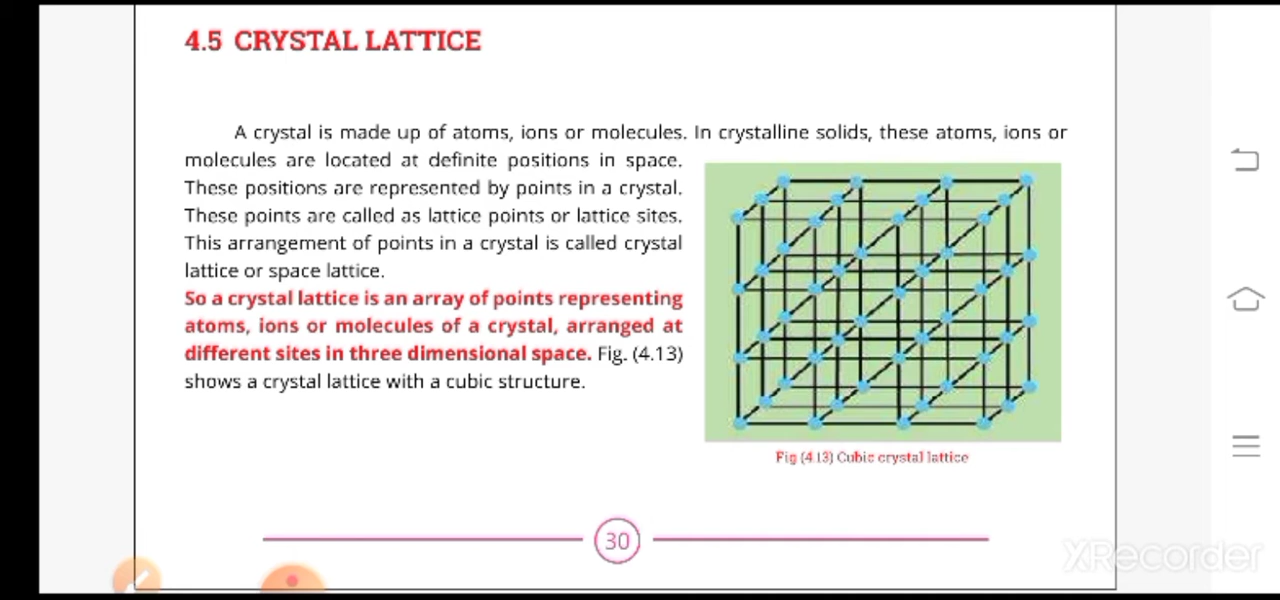 4.5 CRYSTAL LATTICE
A crystal is made up of atoms, ions or molecules. In crystalline solids, these atoms, ions or
molecules are located at definite positions in space.
These positions are represented by points in a crystal.
These points are called as lattice points or lattice sites.
This arrangement of points in a crystal is called crystal
lattice or space lattice.
So a crystal lattice is an array of points representing
atoms, ions or molecules of a crystal, arranged at
different sites in three dimensional space. Fig. (4.13)
shows a crystal lattice with a cubic structure.
Fig (4.13) Cubic crystal lattice
30
XRecorder